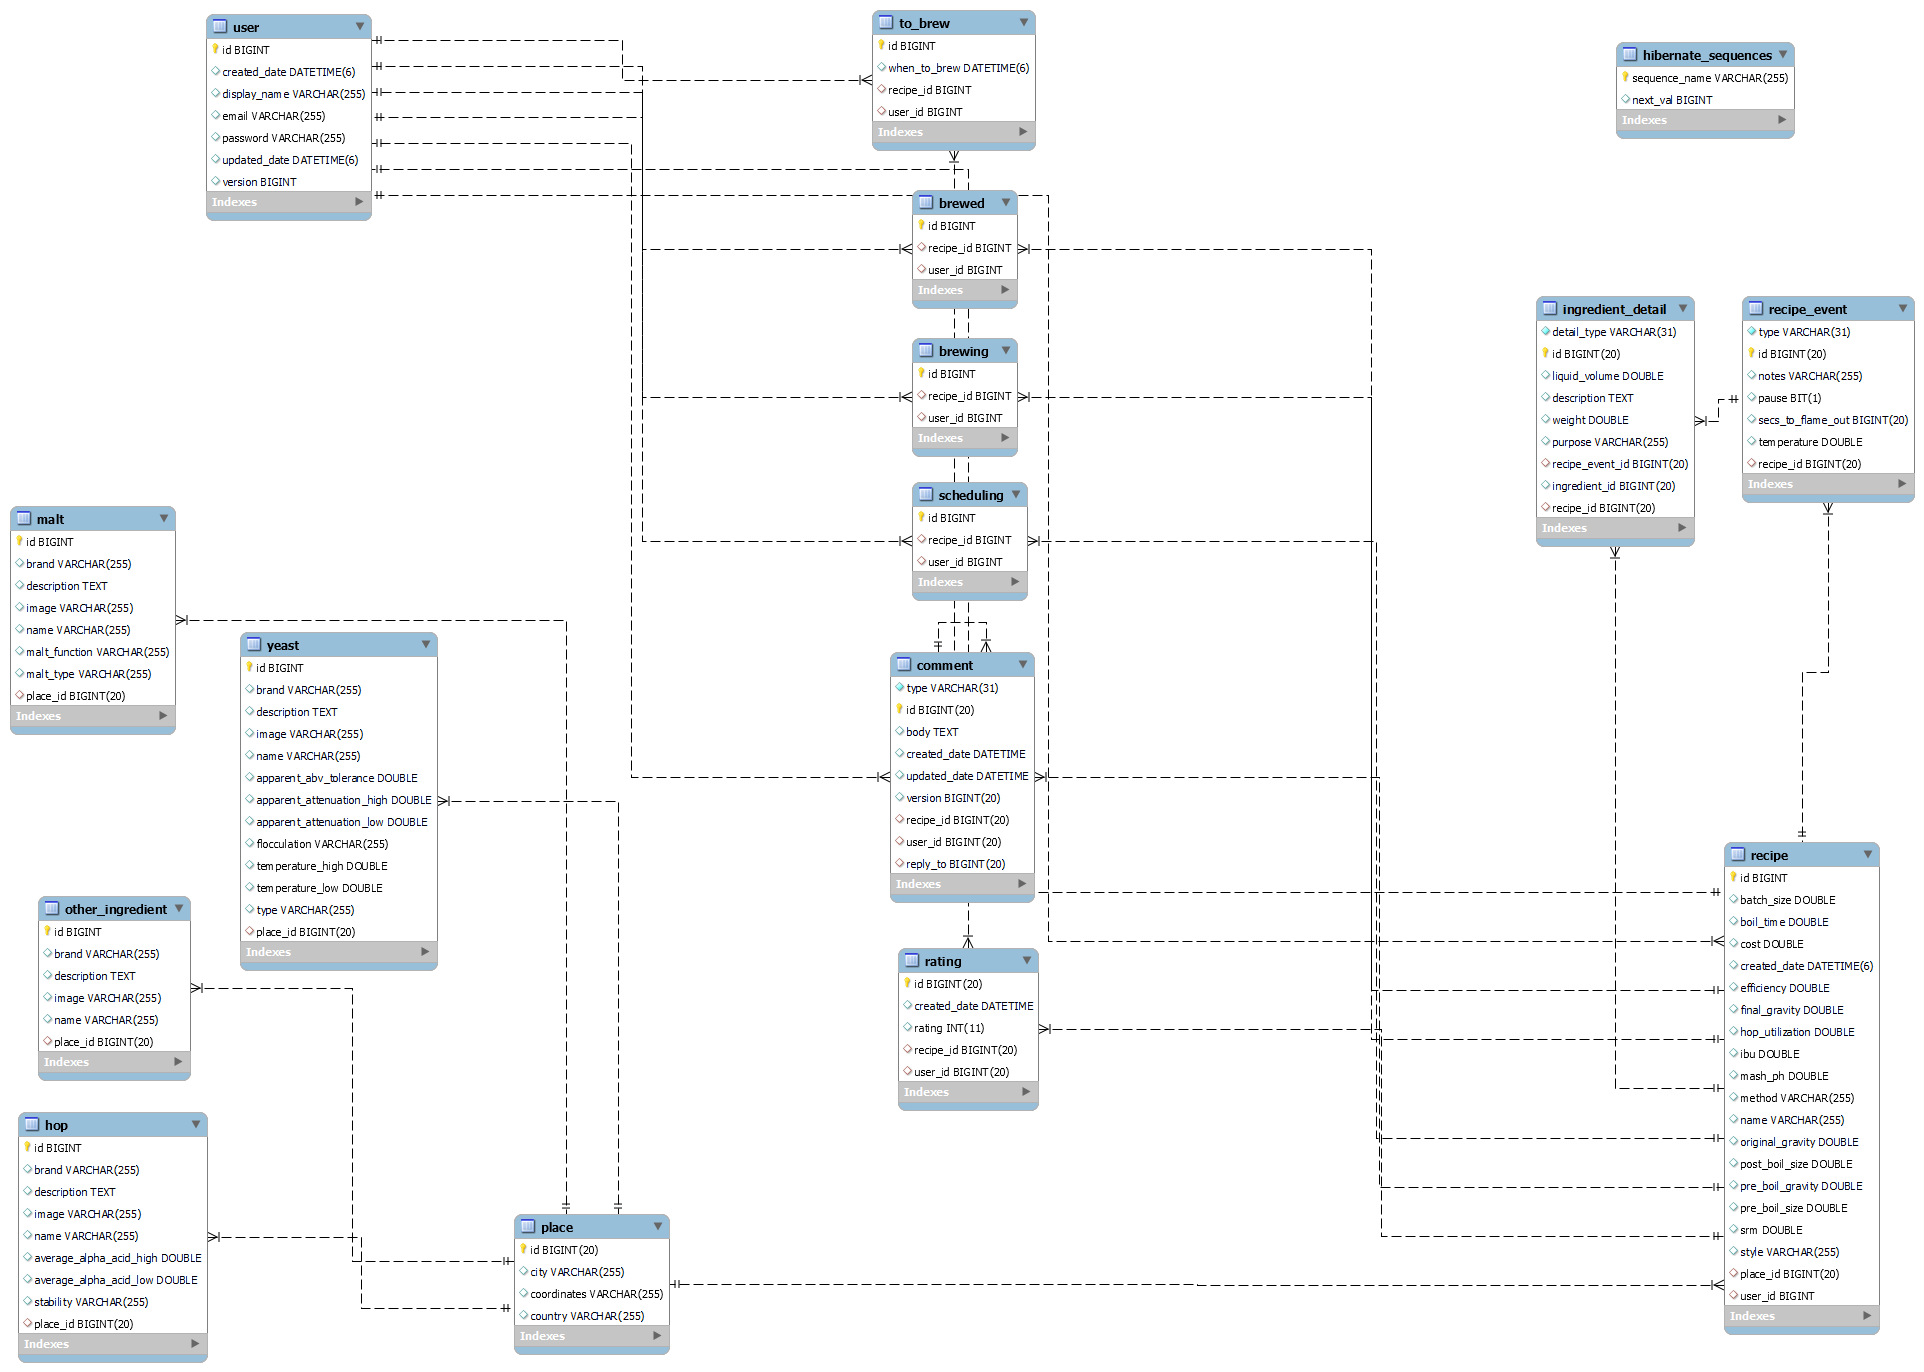 user
id BIGINT
created_date DATETIME(6)
display_name VARCHAR(255)
email VARCHAR(255)
password VARCHAR(255)
updated_date DATETIME(6)
version BIGINT
Indexes
to_brew
id BIGINT
when_to_brew DATETIME(6)
recipe_id BIGINT
user_id BIGINT
Indexes
hibernate_sequences
sequence_name VARCHAR(255)
next_val BIGINT
Indexes
brewed
id BIGINT
recipe_id BIGINT
user_id BIGINT
Indexes
brewing
id BIGINT
recipe_id BIGINT
user_id BIGINT
Indexes
scheduling
id BIGINT
recipe_id BIGINT
user_id BIGINT
Indexes
ingredient_detail
detail_type VARCHAR(31)
id BIGINT(20)
liquid_volume DOUBLE
description TEXT
weight DOUBLE
purpose VARCHAR(255)
recipe_event_id BIGINT(20)
ingredient_id BIGINT(20)
recipe_id BIGINT(20)
Indexes
recipe_event
type VARCHAR(31)
id BIGINT(20)
notes VARCHAR(255)
pause BIT(1)
secs_to_flame_out BIGINT(20)
temperature DOUBLE
recipe_id BIGINT(20)
Indexes
malt
id BIGINT
brand VARCHAR(255)
description TEXT
image VARCHAR(255)
name VARCHAR(255)
malt_function VARCHAR(255)
malt_type VARCHAR(255)
place_id BIGINT(20)
Indexes
yeast
id BIGINT
brand VARCHAR(255)
description TEXT
image VARCHAR(255)
name VARCHAR(255)
apparent_abv_tolerance DOUBLE
apparent_attenuation_high DOUBLE
apparent_attenuation_low DOUBLE
flocculation VARCHAR(255)
temperature_high DOUBLE
temperature_low DOUBLE
type VARCHAR(255)
place_id BIGINT(20)
Indexes
comment
type VARCHAR(31)
id BIGINT(20)
body TEXT
created_date DATETIME
updated_date DATETIME
version BIGINT(20)
recipe_id BIGINT(20)
user_id BIGINT(20)
reply_to BIGINT(20)
Indexes
other_ingredient
id BIGINT
brand VARCHAR(255)
description TEXT
image VARCHAR(255)
name VARCHAR(255)
place_id BIGINT(20)
Indexes
rating
id BIGINT(20)
created_date DATETIME
rating INT(11)
recipe_id BIGINT(20)
user_id BIGINT(20)
Indexes
recipe
id BIGINT
batch_size DOUBLE
boil_time DOUBLE
cost DOUBLE
created_date DATETIME(6)
efficiency DOUBLE
final_gravity DOUBLE
hop_utilization DOUBLE
ibu DOUBLE
mash_ph DOUBLE
method VARCHAR(255)
name VARCHAR(255)
original_gravity DOUBLE
post_boil_size DOUBLE
pre_boil_gravity DOUBLE
pre_boil_size DOUBLE
srm DOUBLE
style VARCHAR(255)
place_id BIGINT(20)
user_id BIGINT
Indexes
hop
id BIGINT
brand VARCHAR(255)
description TEXT
image VARCHAR(255)
name VARCHAR(255)
average_alpha_acid_high DOUBLE
average_alpha_acid_low DOUBLE
stability VARCHAR(255)
place_id BIGINT(20)
Indexes
place
id BIGINT(20)
city VARCHAR(255)
coordinates VARCHAR(255)
country VARCHAR(255)
Indexes